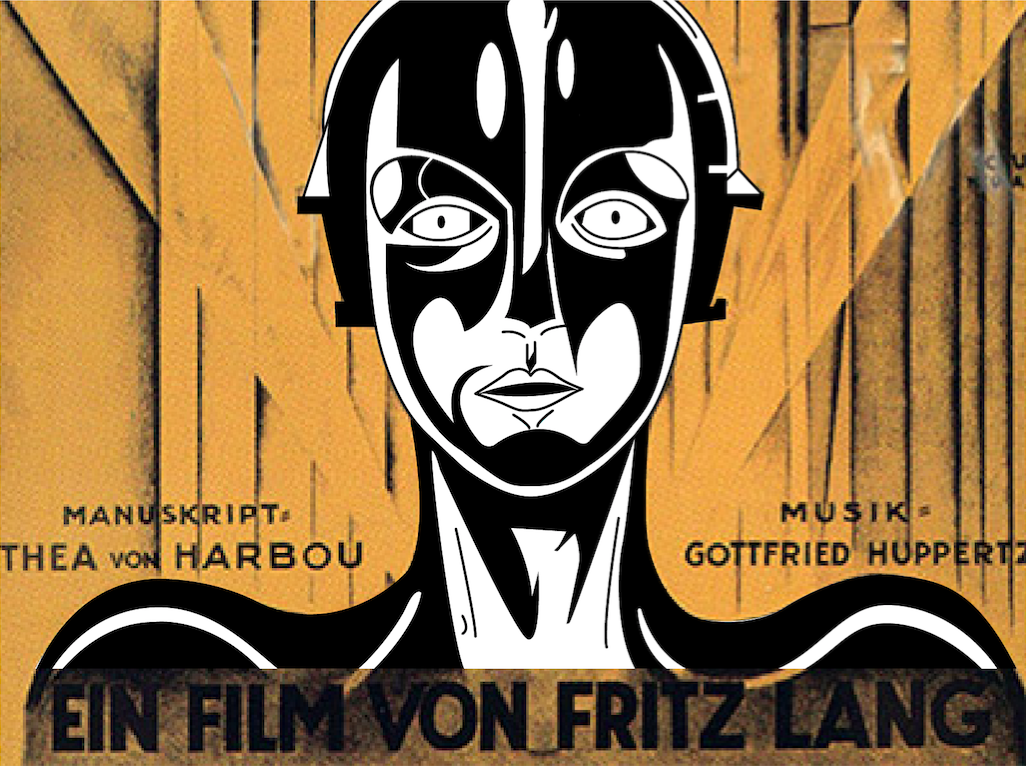 MANUSKRIPT=
THEA VON HARBOU
MUSIK=
GOTTFRIED HUPPERTZ
EIN FILM VON FRITZ LANG